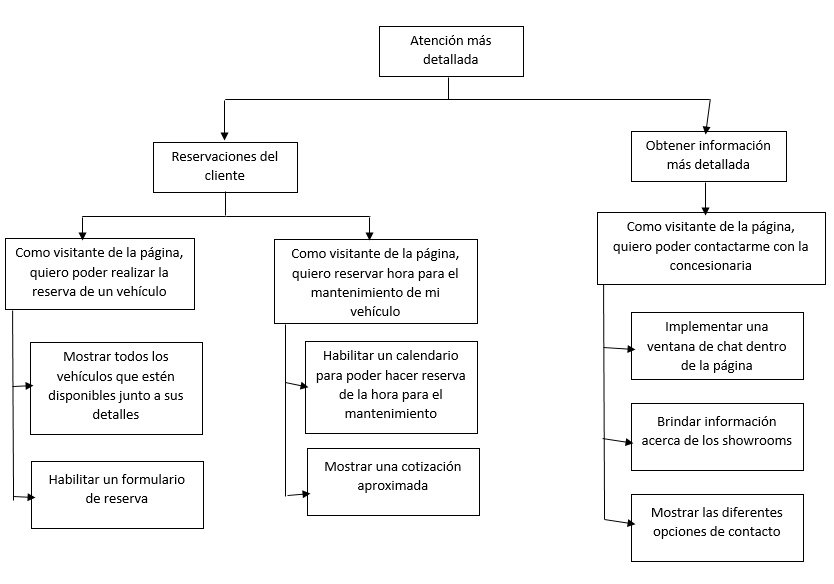 Atención más
detallada
Reservaciones del
cliente
Obtener información
más detallada
Como visitante de la página,
quiero poder realizar la
reserva de un vehículo
Como visitante de la página,
quiero reservar hora para el
mantenimiento de mi
vehículo
Como visitante de la página,
quiero poder contactarme con la
concesionaria
Mostrar todos los
vehículos que estén
disponibles junto a sus
detalles
Habilitar un formulario
de reserva
Habilitar un calendario
para poder hacer reserva
de la hora para el
mantenimiento
Mostrar una cotización
aproximada
Implementar una
ventana de chat dentro
de la página
Brindar información
acerca de los showrooms
Mostrar las diferentes
opciones de contacto